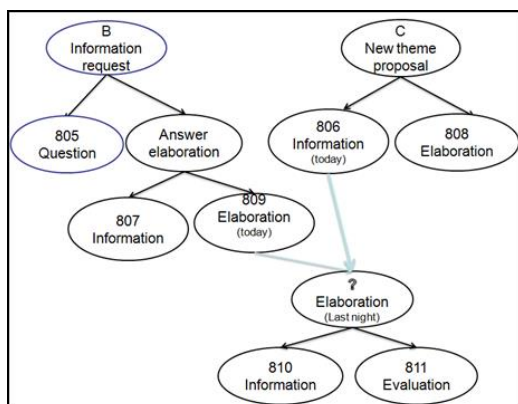 B
Information
request
C
New theme
proposal
805
Question
Answer
elaboration
806
Information
(today)
808
Elaboration
807
Information
809
Elaboration
(today)
?
Elaboration
(Last night)
810
Information
811
Evaluation